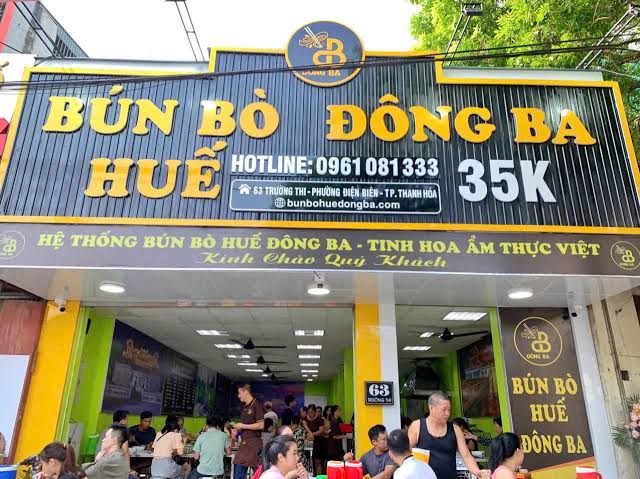 ĐÔNG BA
BÚN BÒ ĐÔNG BA
HUẾ
HOTLINE: 0961 081 333
35K
63 TRƯỜNG THI - PHƯỜNG ĐIỆN BIÊN - TP. THANH HÓA
bunbohuedongba.com
HỆ THỐNG BÚN BÒ HUẾ ĐÔNG BA - TINH HOA ẨM THỰC VIỆT
Kính Chào Quý Khách
63
TRƯỜNG THI
ĐÔNG BA
BÚN BÒ
HUẾ
ĐÔNG BA